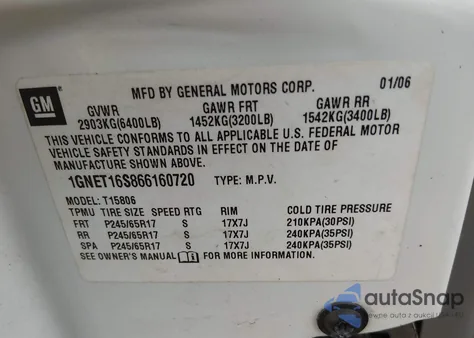 MFD BY GENERAL MOTORS CORP. 01/06
GM
GVWR GAWR FRT GAWR RR
2903KG(6400LB) 1452KG(3200LB) 1542KG(3400LB)
THIS VEHICLE CONFORMS TO ALL APPLICABLE U.S. FEDERAL MOTOR
VEHICLE SAFETY STANDARDS IN EFFECT ON THE DATE OF
MANUFACTURE SHOWN ABOVE.
1GNET16S866160720 TYPE: M.P.V.
MODEL: T15806
TPMU TIRE SIZE SPEED RTG RIM COLD TIRE PRESSURE
FRT P245/65R17 S 17X7J 210KPA(30PSI)
RR P245/65R17 S 17X7J 240KPA(35PSI)
SPA P245/65R17 S 17X7J 240KPA(35PSI)
SEE OWNER'S MANUAL FOR MORE INFORMATION.
autoSnap
pewne auta z aukcji